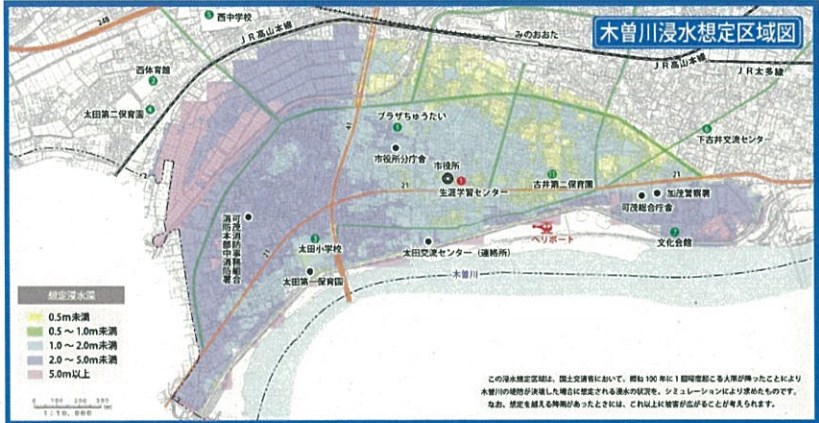 木曽川浸水想定区域図
248
西中学校
JR高山本線
みのおおた
JR高山本線
JR太多線
西体育館
太田第二保育園
41
プラザちゅうたい
市役所分庁舎
市役所
生涯学習センター
21
古井第二保育園
下古井交流センター
21
加茂警察署
可茂総合庁舎
文化会館
ヘリポート
可茂消防事務組合
消防本部中消防署
21
太田小学校
太田交流センター（連絡所）
太田第一保育園
木曽川
想定浸水深
0.5m未満
0.5～1.0m未満
1.0～2.0m未満
2.0～5.0m未満
5.0m以上
0 100 200 300
1:10,000
この浸水想定区域は、国土交通省において、概ね100年に1回程度起こる大雨が降ったことにより
木曽川の堤防が決壊した場合に想定される浸水の状況を、シミュレーションにより求めたものです。
なお、想定を越える降雨があったときには、これ以上に被害が広がることが考えられます。